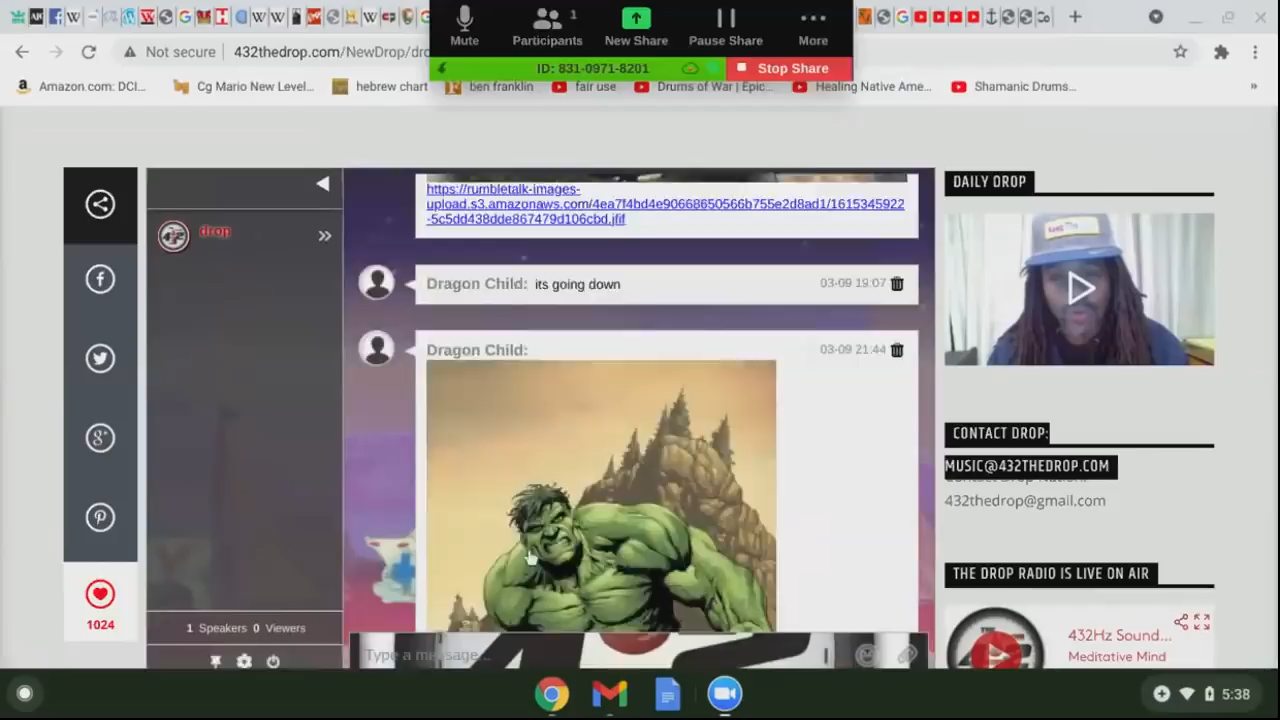 Mute
Participants
1
New Share
Pause Share
More
ID: 831-0971-8201
Stop Share
Not secure
432thedrop.com/NewDrop/dro
Amazon.com: DCI...
Cg Mario New Level...
hebrew chart
ben franklin
fair use
Drums of War | Epic...
Healing Native Ame...
Shamanic Drums...
»
drop
https://rumbletalk-images-
upload.s3.amazonaws.com/4ea7f4bd4e90668650566b755e2d8ad1/1615345922
-5c5dd438dde867479d106cbd.jfif
Dragon Child: its going down
03-09 19:07
Dragon Child:
03-09 21:44
1024
1 Speakers 0 Viewers
Type a message...
DAILY DROP
CONTACT DROP:
MUSIC@432THEDROP.COM
432thedrop@gmail.com
THE DROP RADIO IS LIVE ON AIR
432Hz Sound...
Meditative Mind
5:38